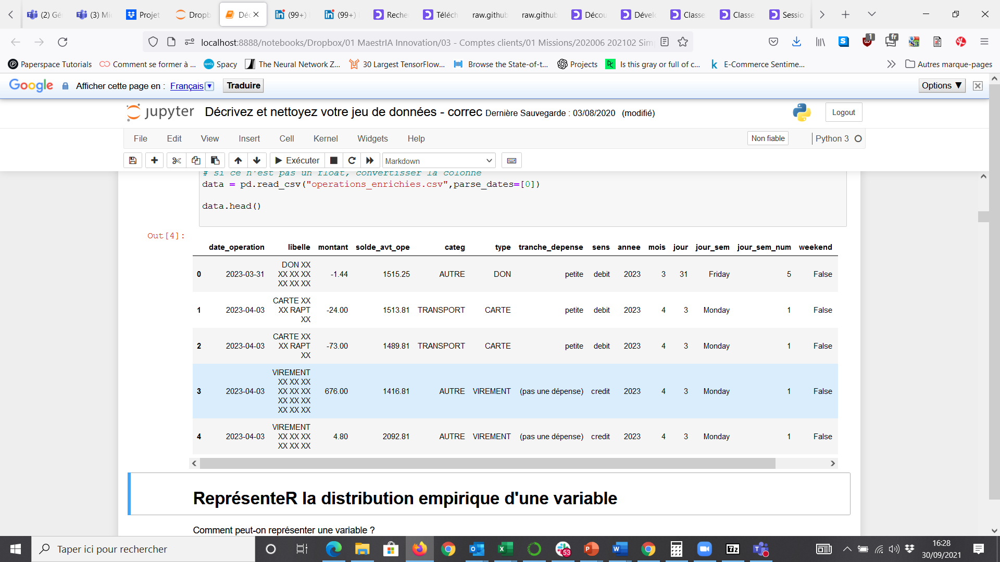 (2) Gé
(3) Mi
Projet
Dropb
Déc
(99+)
(99+)
Reche
Téléch
raw.github
raw.github
Décou
Dével
Classe
Classe
Sessio
localhost:8888/notebooks/Dropbox/01 MaestrIA Innovation/03 - Comptes clients/01 Missions/202006 202102 Sim
1
fr
Paperspace Tutorials
Comment se former à ...
Spacy
The Neural Network Z...
30 Largest TensorFlow...
Browse the State-of-t...
Projects
Is this gray or full of c...
E-Commerce Sentime...
Autres marque-pages
Google Afficher cette page en : Français Traduire Options ▼
jupyter Décrivez et nettoyez votre jeu de données - correc Dernière Sauvegarde : 03/08/2020 (modifié) Logout
File Edit View Insert Cell Kernel Widgets Help Non fiable Python 3
Exécuter Markdown
# si ce n'est pas un float, convertisser la colonne
data = pd.read_csv("operations_enrichies.csv",parse_dates=[0])
data.head()
Out[4]:
date_operation libelle montant solde_avt_ope categ type tranche_depense sens annee mois jour jour_sem jour_sem_num weekend
0 2023-03-31 DON XX XX XX XX XX XX XX -1.44 1515.25 AUTRE DON petite debit 2023 3 31 Friday 5 False
1 2023-04-03 CARTE XX XX RAPT XX -24.00 1513.81 TRANSPORT CARTE petite debit 2023 4 3 Monday 1 False
2 2023-04-03 CARTE XX XX RAPT XX -73.00 1489.81 TRANSPORT CARTE petite debit 2023 4 3 Monday 1 False
3 2023-04-03 VIREMENT XX XX XX XX XX XX XX XX XX XX XX XX 676.00 1416.81 AUTRE VIREMENT (pas une dépense) credit 2023 4 3 Monday 1 False
4 2023-04-03 VIREMENT XX XX XX XX XX XX 4.80 2092.81 AUTRE VIREMENT (pas une dépense) credit 2023 4 3 Monday 1 False
ReprésenteR la distribution empirique d'une variable
Comment peut-on représenter une variable ?
Taper ici pour rechercher
53
16:28
30/09/2021